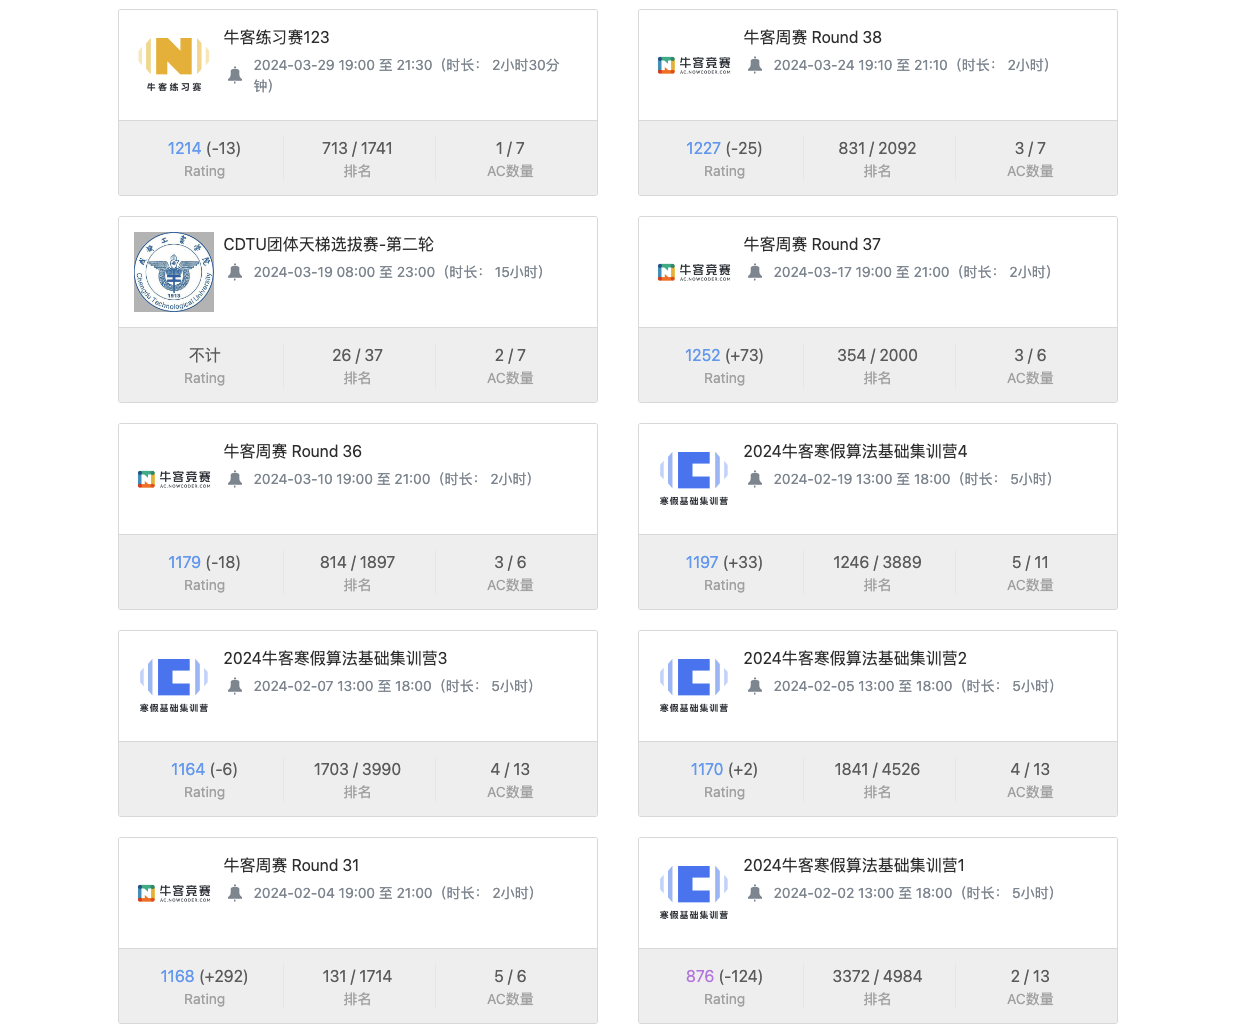 牛客练习赛123
2024-03-29 19:00 至 21:30（时长： 2小时30分
钟）
牛客练习赛
1214 (-13)
713 / 1741
1 / 7
Rating
排名
AC数量
牛客周赛 Round 38
牛客竞赛
AC.NOWCODER.COM
2024-03-24 19:10 至 21:10（时长： 2小时）
1227 (-25)
831 / 2092
3 / 7
Rating
排名
AC数量
CDTU团体天梯选拔赛-第二轮
2024-03-19 08:00 至 23:00（时长： 15小时）
成都工业学院
1913
Chengdu Technological University
不计
26 / 37
2 / 7
Rating
排名
AC数量
牛客周赛 Round 37
牛客竞赛
AC.NOWCODER.COM
2024-03-17 19:00 至 21:00（时长： 2小时）
1252 (+73)
354 / 2000
3 / 6
Rating
排名
AC数量
牛客周赛 Round 36
牛客竞赛
AC.NOWCODER.COM
2024-03-10 19:00 至 21:00（时长： 2小时）
1179 (-18)
814 / 1897
3 / 6
Rating
排名
AC数量
2024牛客寒假算法基础集训营4
2024-02-19 13:00 至 18:00（时长： 5小时）
寒假基础集训营
1197 (+33)
1246 / 3889
5 / 11
Rating
排名
AC数量
2024牛客寒假算法基础集训营3
2024-02-07 13:00 至 18:00（时长： 5小时）
寒假基础集训营
1164 (-6)
1703 / 3990
4 / 13
Rating
排名
AC数量
2024牛客寒假算法基础集训营2
2024-02-05 13:00 至 18:00（时长： 5小时）
寒假基础集训营
1170 (+2)
1841 / 4526
4 / 13
Rating
排名
AC数量
牛客周赛 Round 31
牛客竞赛
AC.NOWCODER.COM
2024-02-04 19:00 至 21:00（时长： 2小时）
1168 (+292)
131 / 1714
5 / 6
Rating
排名
AC数量
2024牛客寒假算法基础集训营1
2024-02-02 13:00 至 18:00（时长： 5小时）
寒假基础集训营
876 (-124)
3372 / 4984
2 / 13
Rating
排名
AC数量